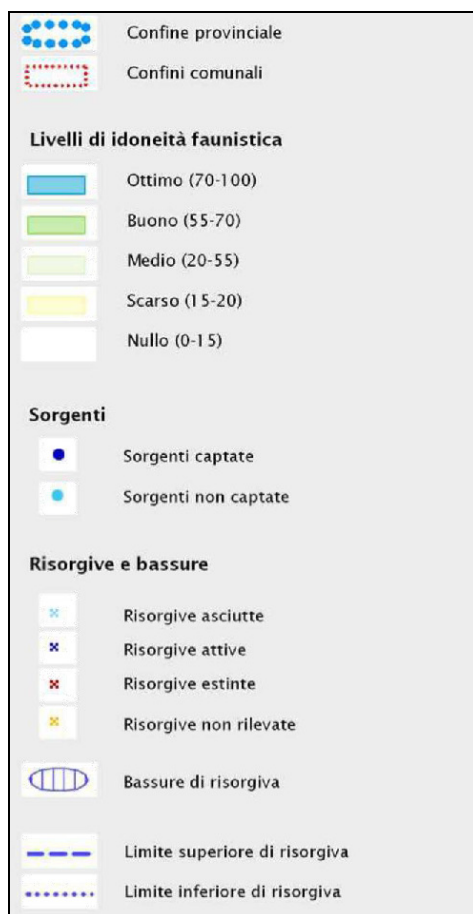 Confine provinciale
Confini comunali
Livelli di idoneità faunistica
Ottimo (70-100)
Buono (55-70)
Medio (20-55)
Scarso (15-20)
Nullo (0-15)
Sorgenti
Sorgenti captate
Sorgenti non captate
Risorgive e bassure
Risorgive asciutte
Risorgive attive
Risorgive estinte
Risorgive non rilevate
Bassure di risorgiva
Limite superiore di risorgiva
Limite inferiore di risorgiva